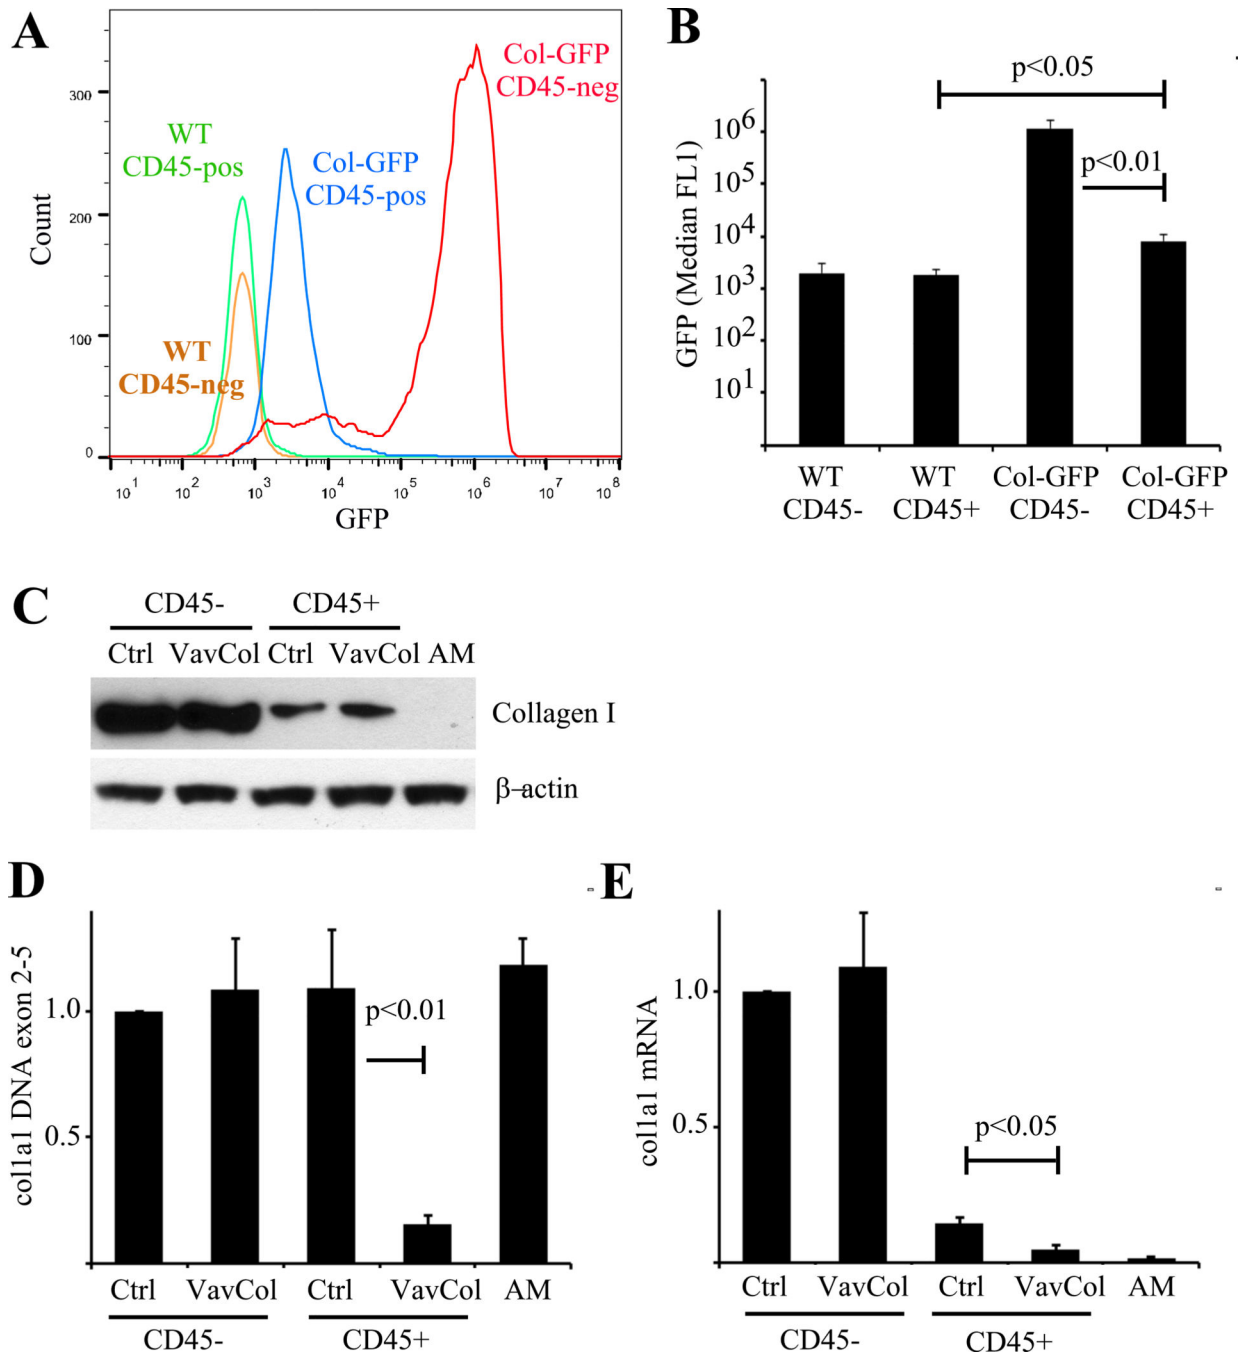 A
Col-GFP
CD45-neg
WT
CD45-pos
Col-GFP
CD45-pos
WT
CD45-neg
Count
300
200
100
0
10^1 10^2 10^3 10^4 10^5 10^6 10^7 10^8
GFP
B
p<0.05
p<0.01
GFP (Median FL1)
10^6
10^5
10^4
10^3
10^2
10^1
WT WT Col-GFP Col-GFP
CD45- CD45+ CD45- CD45+
C
CD45- CD45+
Ctrl VavCol Ctrl VavCol AM
Collagen I
β-actin
D
col1a1 DNA exon 2-5
1.0
0.5
p<0.01
Ctrl VavCol Ctrl VavCol AM
CD45- CD45+
E
col1a1 mRNA
1.0
0.5
p<0.05
Ctrl VavCol Ctrl VavCol AM
CD45- CD45+